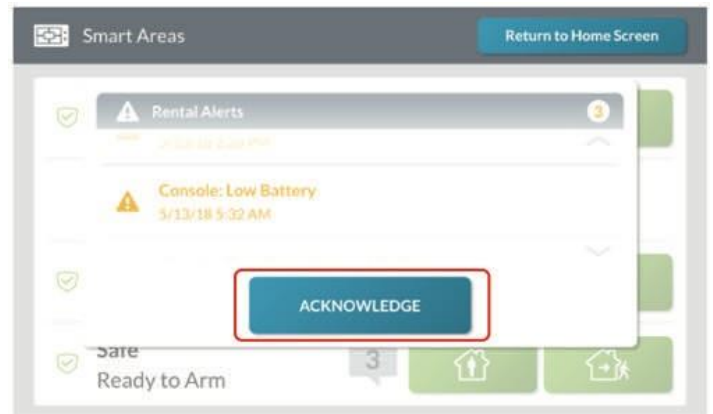 Smart Areas
Return to Home Screen
Rental Alerts
3
Console: Low Battery
5/13/18 5:32 AM
ACKNOWLEDGE
Safe
3
Ready to Arm